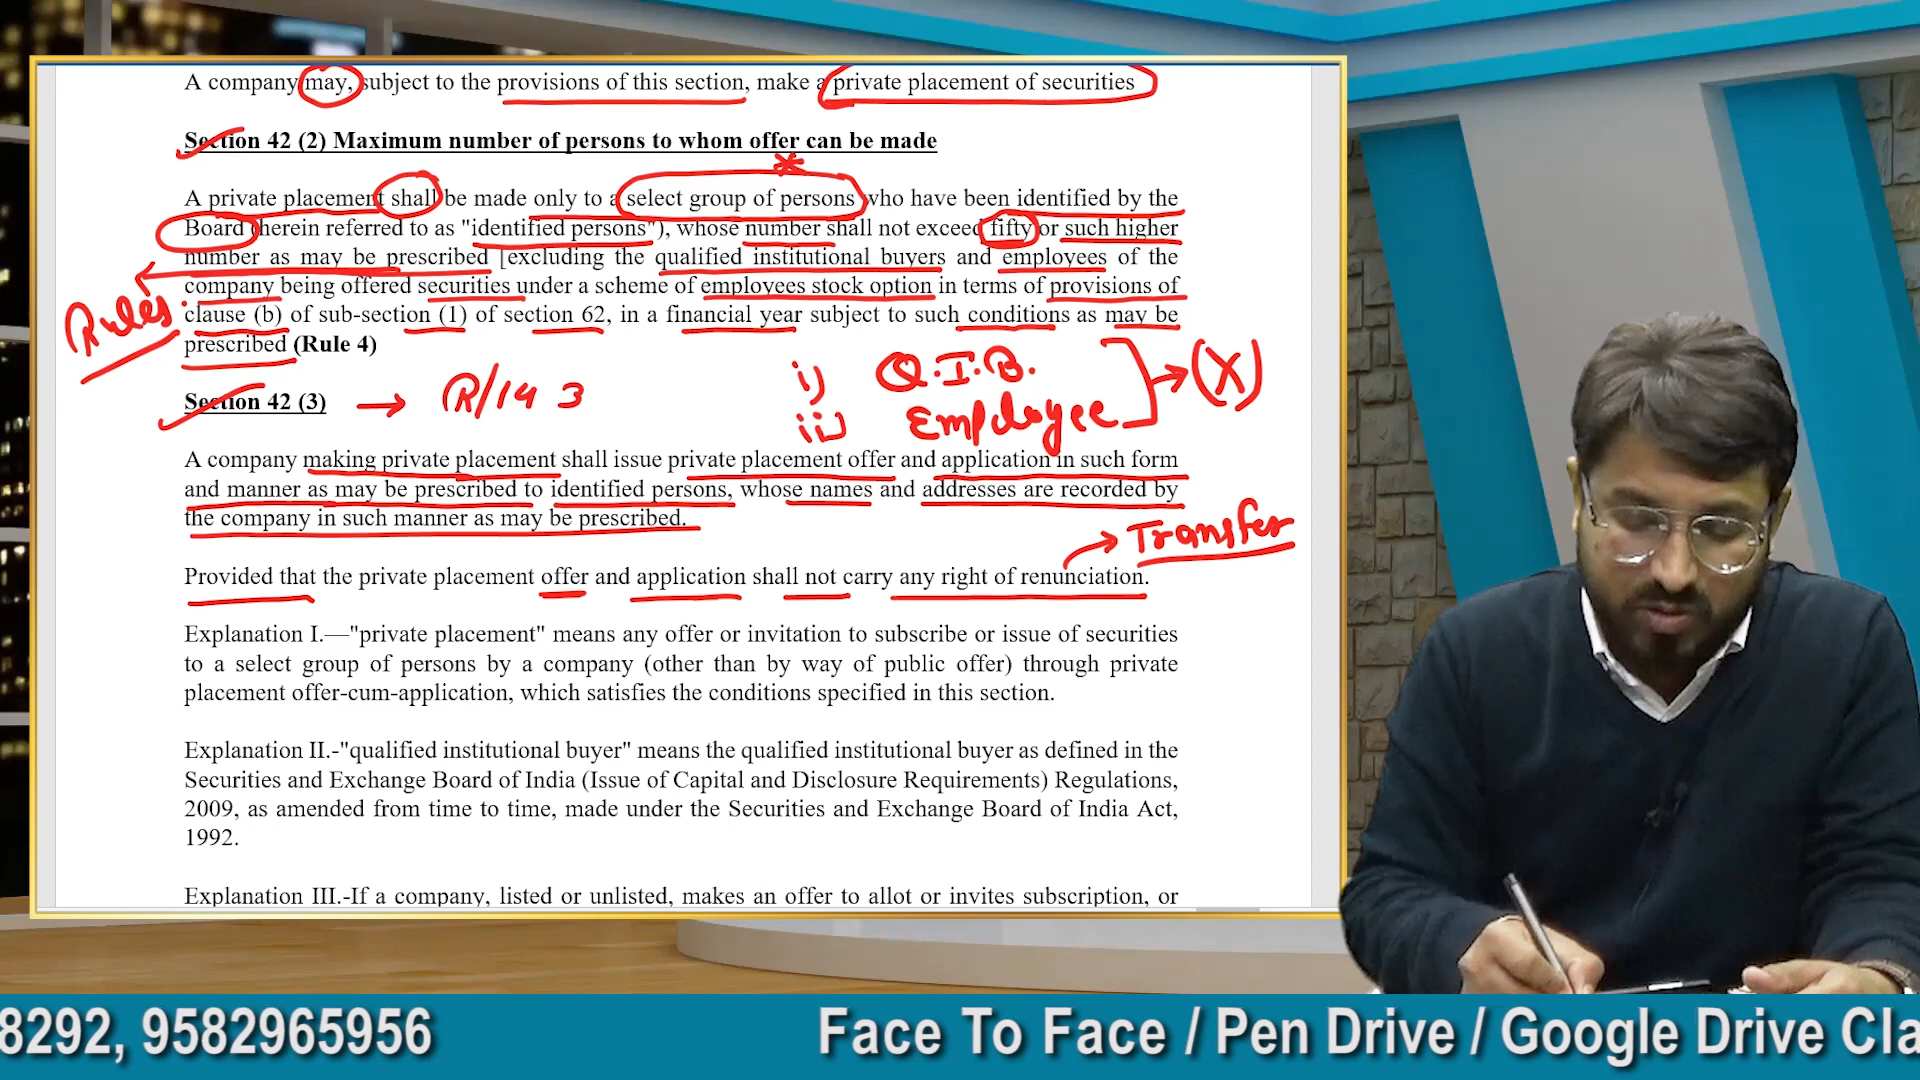 A company may, subject to the provisions of this section, make a private placement of securities
Section 42 (2) Maximum number of persons to whom offer can be made
A private placement shall be made only to a select group of persons who have been identified by the
Board (herein referred to as "identified persons"), whose number shall not exceed fifty or such higher
number as may be prescribed [excluding the qualified institutional buyers and employees of the
company being offered securities under a scheme of employees stock option in terms of provisions of
Rules
clause (b) of sub-section (1) of section 62, in a financial year subject to such conditions as may be
prescribed (Rule 4)
i) Q.I.B.
(X)
Section 42 (3) → R/14 3
ii) Employee
A company making private placement shall issue private placement offer and application in such form
and manner as may be prescribed to identified persons, whose names and addresses are recorded by
the company in such manner as may be prescribed.
Transfer
Provided that the private placement offer and application shall not carry any right of renunciation.
Explanation I.—"private placement" means any offer or invitation to subscribe or issue of securities
to a select group of persons by a company (other than by way of public offer) through private
placement offer-cum-application, which satisfies the conditions specified in this section.
Explanation II.-"qualified institutional buyer" means the qualified institutional buyer as defined in the
Securities and Exchange Board of India (Issue of Capital and Disclosure Requirements) Regulations,
2009, as amended from time to time, made under the Securities and Exchange Board of India Act,
1992.
Explanation III.-If a company, listed or unlisted, makes an offer to allot or invites subscription, or
8292, 9582965956
Face To Face / Pen Drive / Google Drive Cla